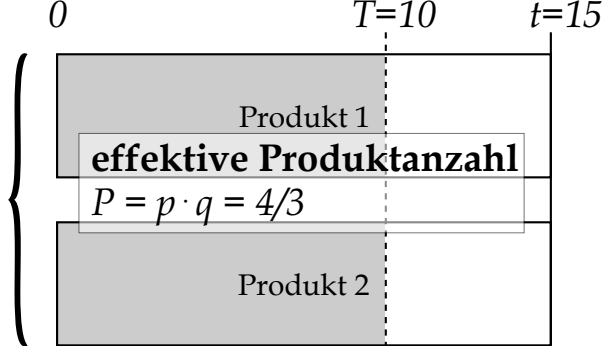 0 T=10 t=15
Produkt 1
effektive Produktanzahl
P = p · q = 4/3
Produkt 2